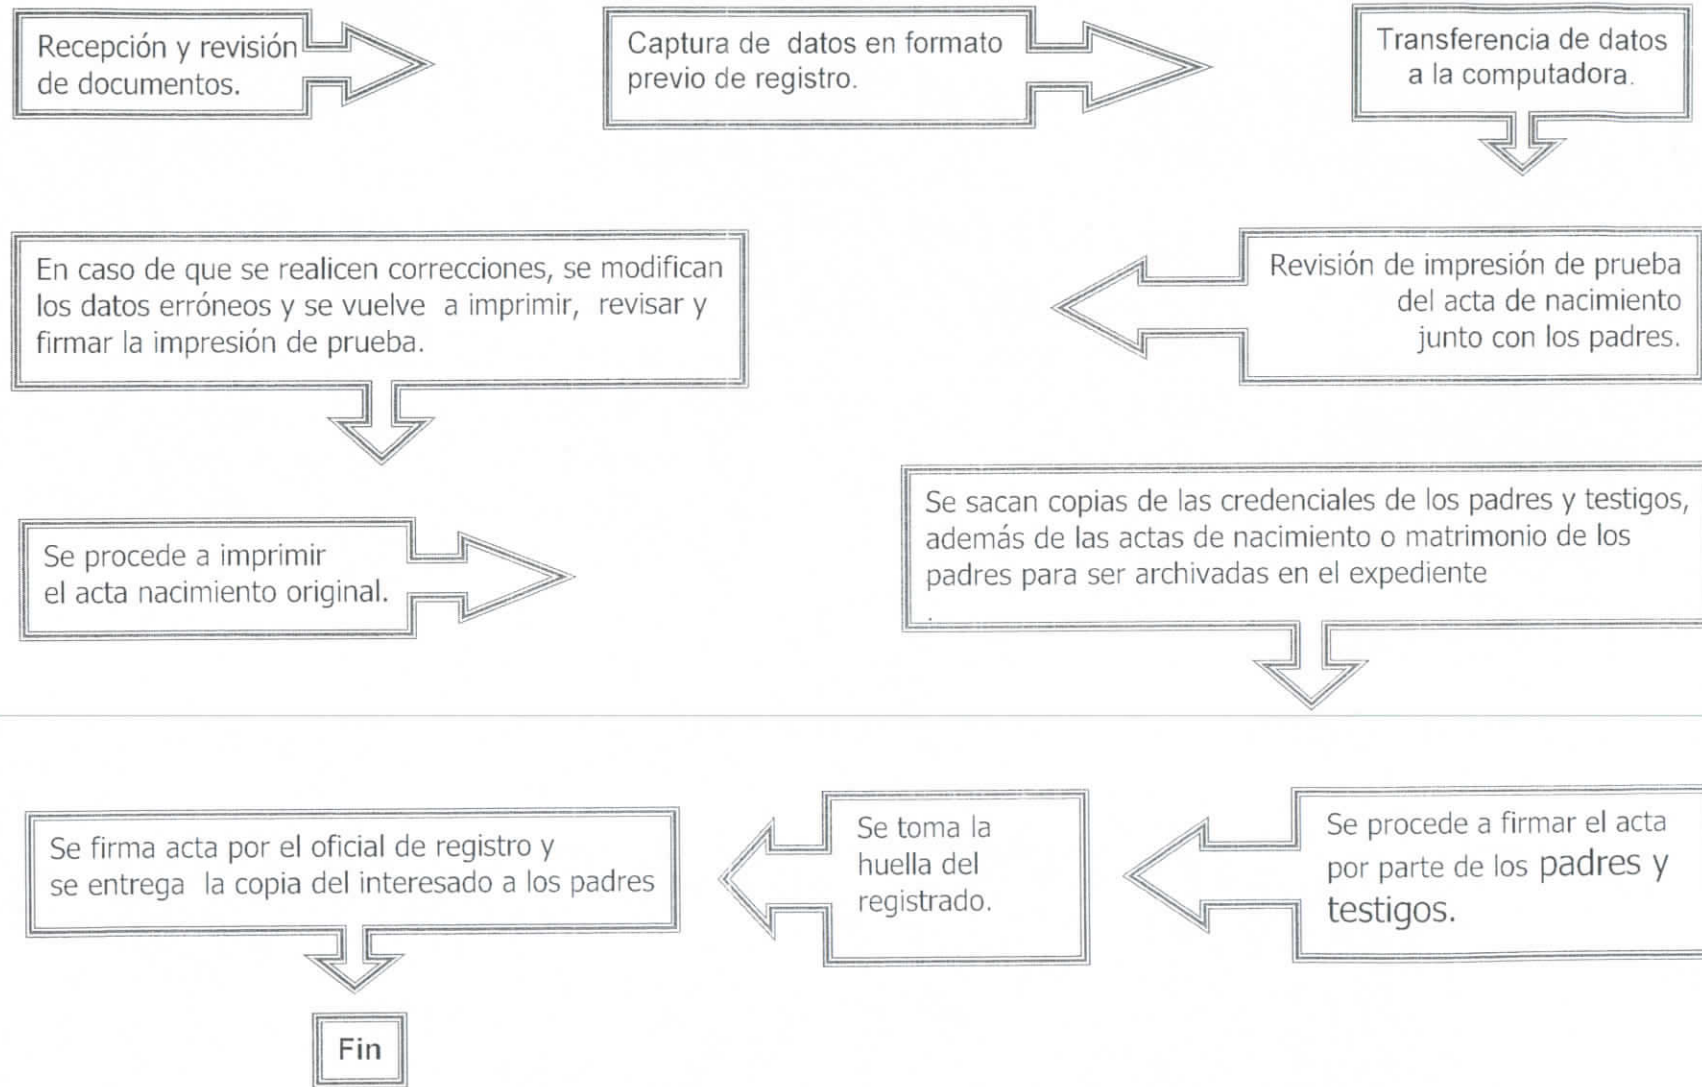 Recepción y revisión
de documentos.
Captura de datos en formato
previo de registro.
Transferencia de datos
a la computadora.
Revisión de impresión de prueba
del acta de nacimiento
junto con los padres.
En caso de que se realicen correcciones, se modifican
los datos erróneos y se vuelve a imprimir, revisar y
firmar la impresión de prueba.
Se procede a imprimir
el acta nacimiento original.
Se sacan copias de las credenciales de los padres y testigos,
además de las actas de nacimiento o matrimonio de los
padres para ser archivadas en el expediente
.
Se procede a firmar el acta
por parte de los padres y
testigos.
Se toma la
huella del
registrado.
Se firma acta por el oficial de registro y
se entrega la copia del interesado a los padres
Fin